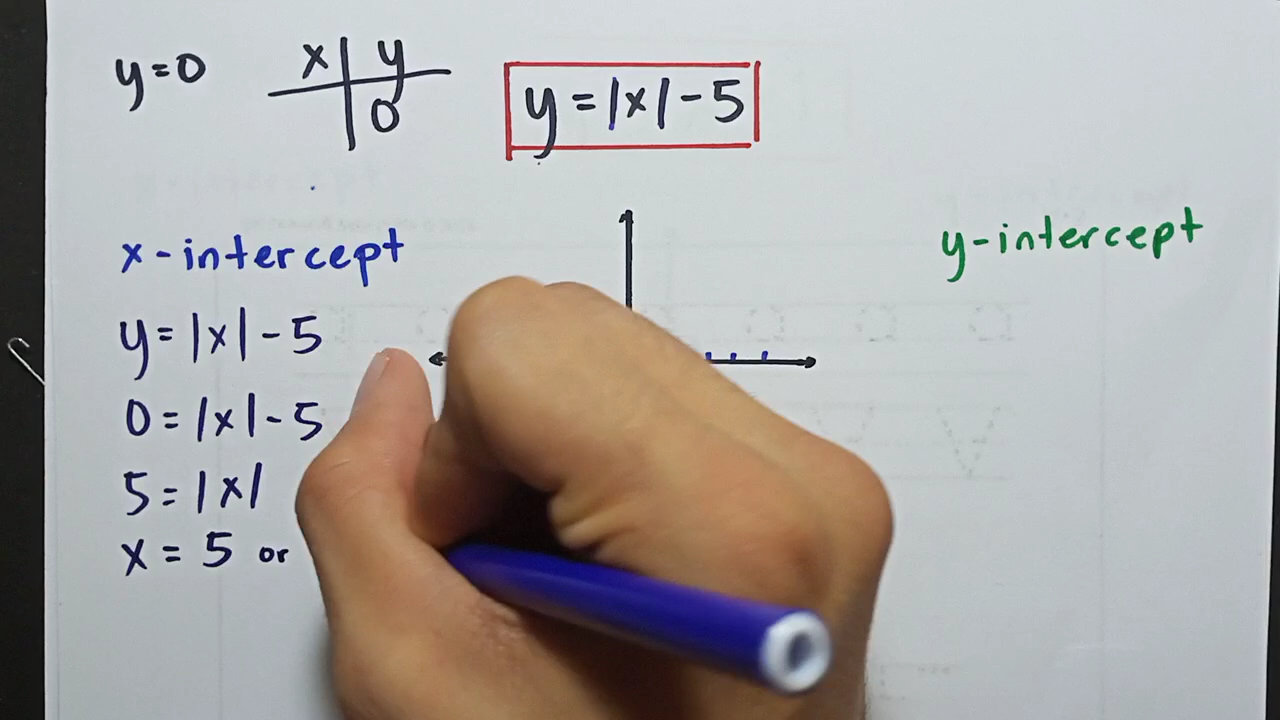 y=0
x y
0
y=|x|-5
x-intercept
y-intercept
y=|x|-5
0=|x|-5
5=|x|
x=5 or